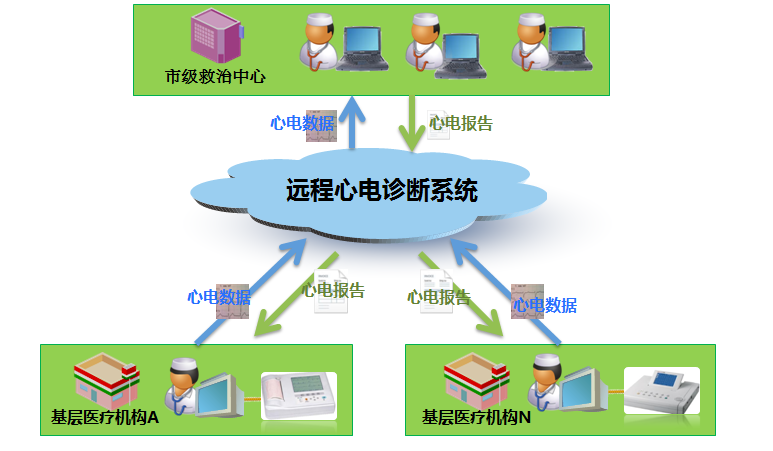 市级救治中心
心电数据
心电报告
远程心电诊断系统
心电数据
心电报告
心电报告
心电数据
基层医疗机构A
基层医疗机构N